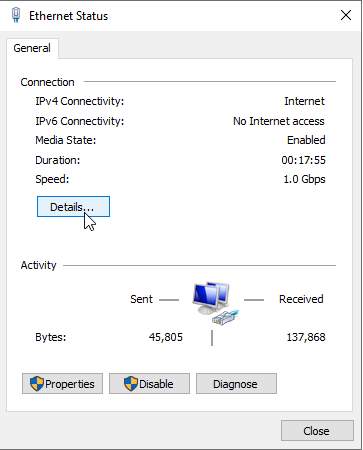 Ethernet Status
General
Connection
IPv4 Connectivity: Internet
IPv6 Connectivity: No Internet access
Media State: Enabled
Duration: 00:17:55
Speed: 1.0 Gbps
Details...
Activity
Sent Received
Bytes: 45,805 137,868
Properties Disable Diagnose
Close